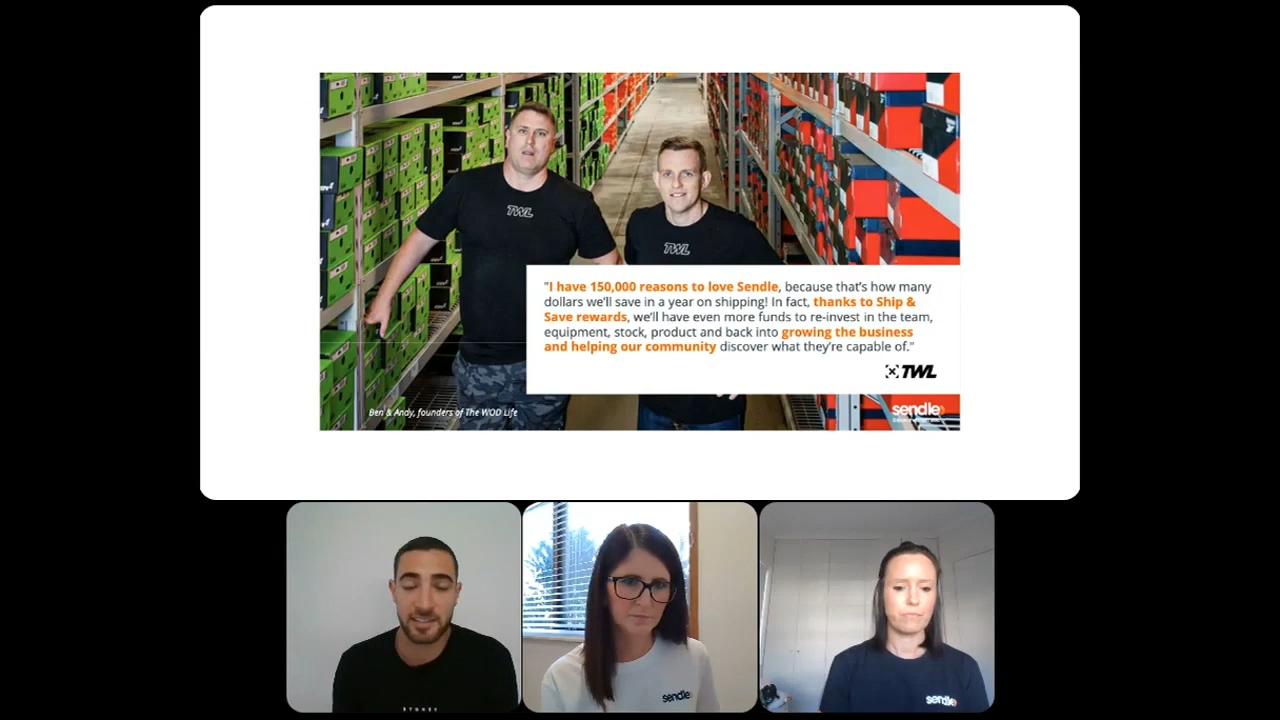 TWL
TWL
"I have 150,000 reasons to love Sendle, because that's how many
dollars we'll save in a year on shipping! In fact, thanks to Ship &
Save rewards, we'll have even more funds to re-invest in the team,
equipment, stock, product and back into growing the business
and helping our community discover what they're capable of."
TWL
Ben & Andy, founders of The WOD Life
sendle
sendle
sendle